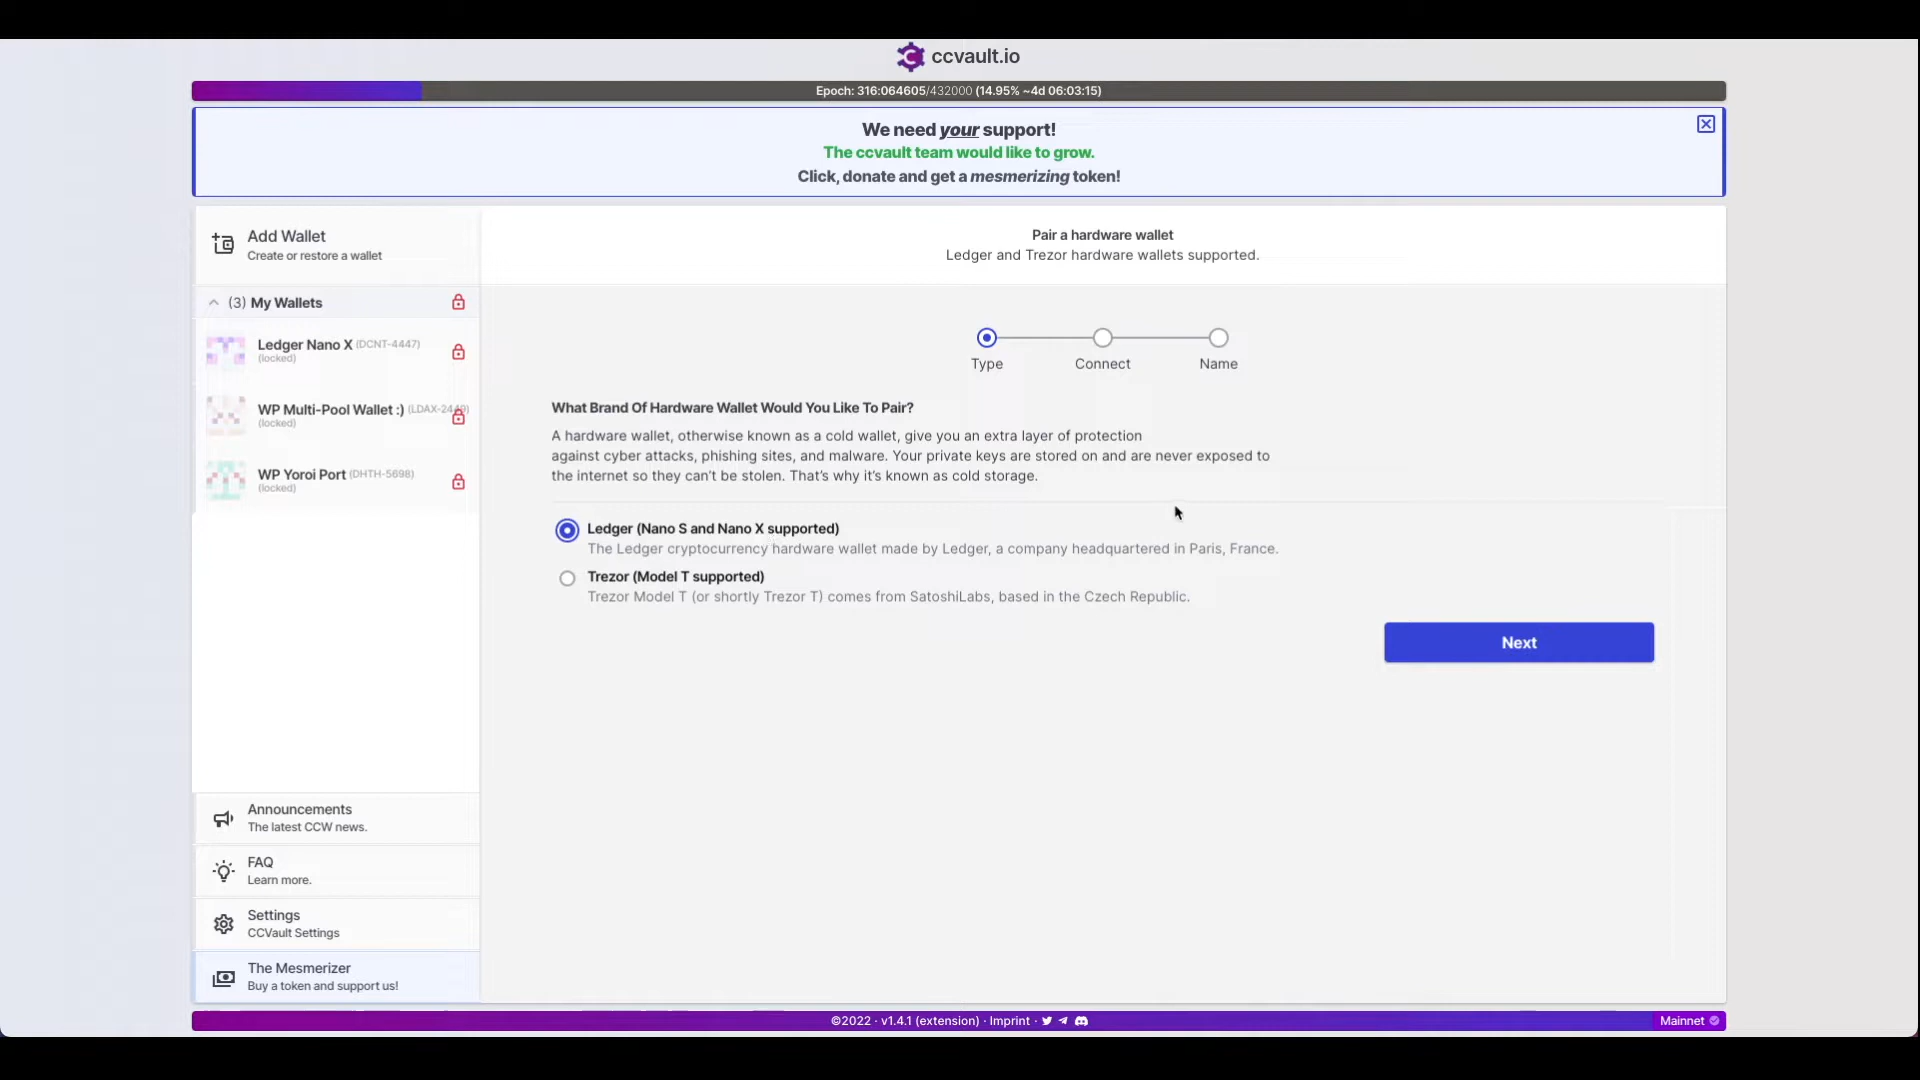 ccvault.io
Epoch: 316:064605/432000 (14.95% ~4d 06:03:15)
We need your support!
The ccvault team would like to grow.
Click, donate and get a mesmerizing token!
Add Wallet
Create or restore a wallet
(3) My Wallets
Ledger Nano X (DCNT-4447)
(locked)
WP Multi-Pool Wallet :) (LDAX-2449)
(locked)
WP Yoroi Port (DHTH-5698)
(locked)
Announcements
The latest CCW news.
FAQ
Learn more.
Settings
CCVault Settings
The Mesmerizer
Buy a token and support us!
Pair a hardware wallet
Ledger and Trezor hardware wallets supported.
Type
Connect
Name
What Brand Of Hardware Wallet Would You Like To Pair?
A hardware wallet, otherwise known as a cold wallet, give you an extra layer of protection
against cyber attacks, phishing sites, and malware. Your private keys are stored on and are never exposed to
the internet so they can't be stolen. That's why it's known as cold storage.
Ledger (Nano S and Nano X supported)
The Ledger cryptocurrency hardware wallet made by Ledger, a company headquartered in Paris, France.
Trezor (Model T supported)
Trezor Model T (or shortly Trezor T) comes from SatoshiLabs, based in the Czech Republic.
Next
©2022 · v1.4.1 (extension) · Imprint ·
Mainnet